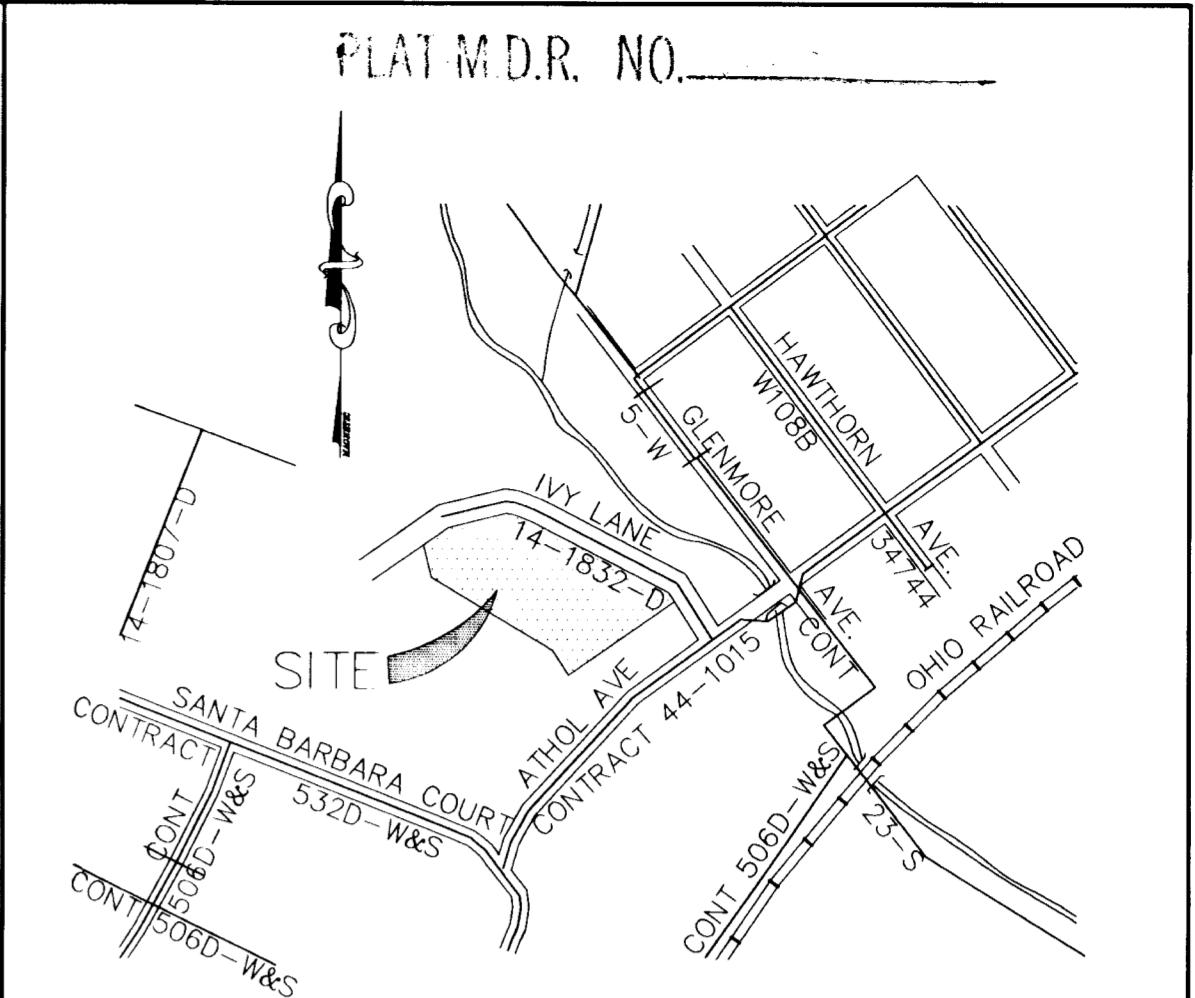 PLAT M.D.R. NO.
HAWTHORN AVE.
W108B
34744
5-W
GLENMORE AVE.
CONT
IVY LANE
14-1832-D
14-1807-D
OHIO RAILROAD
SITE
ATHOL AVE
CONTRACT 44-1015
SANTA BARBARA COURT
CONTRACT
532D-W&S
CONT
506D-W&S
CONT 506D-W&S
CONT 506D-W&S
23-S